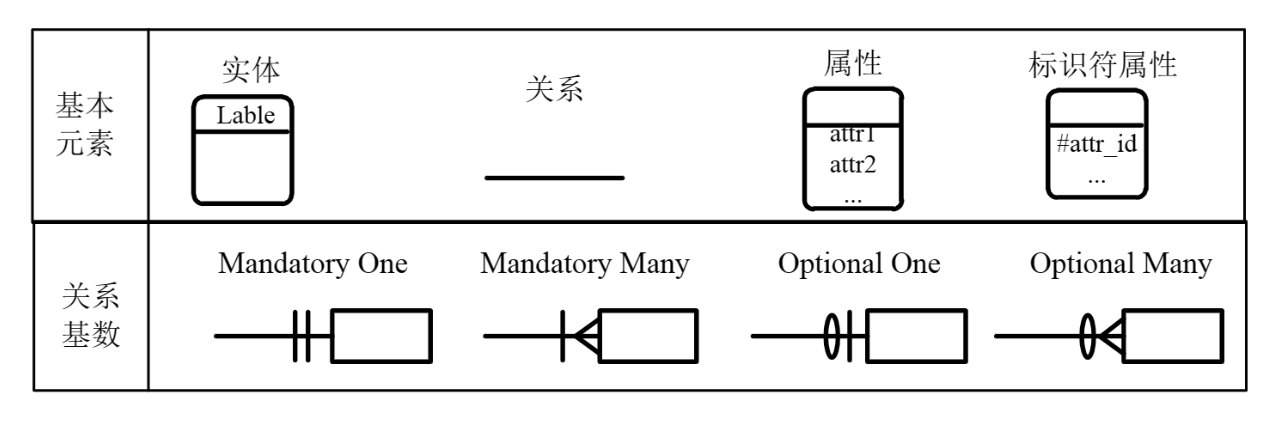 基本
元素
实体
Lable
关系
属性
attr1
attr2
...
标识符属性
#attr_id
...
关系
基数
Mandatory One
Mandatory Many
Optional One
Optional Many